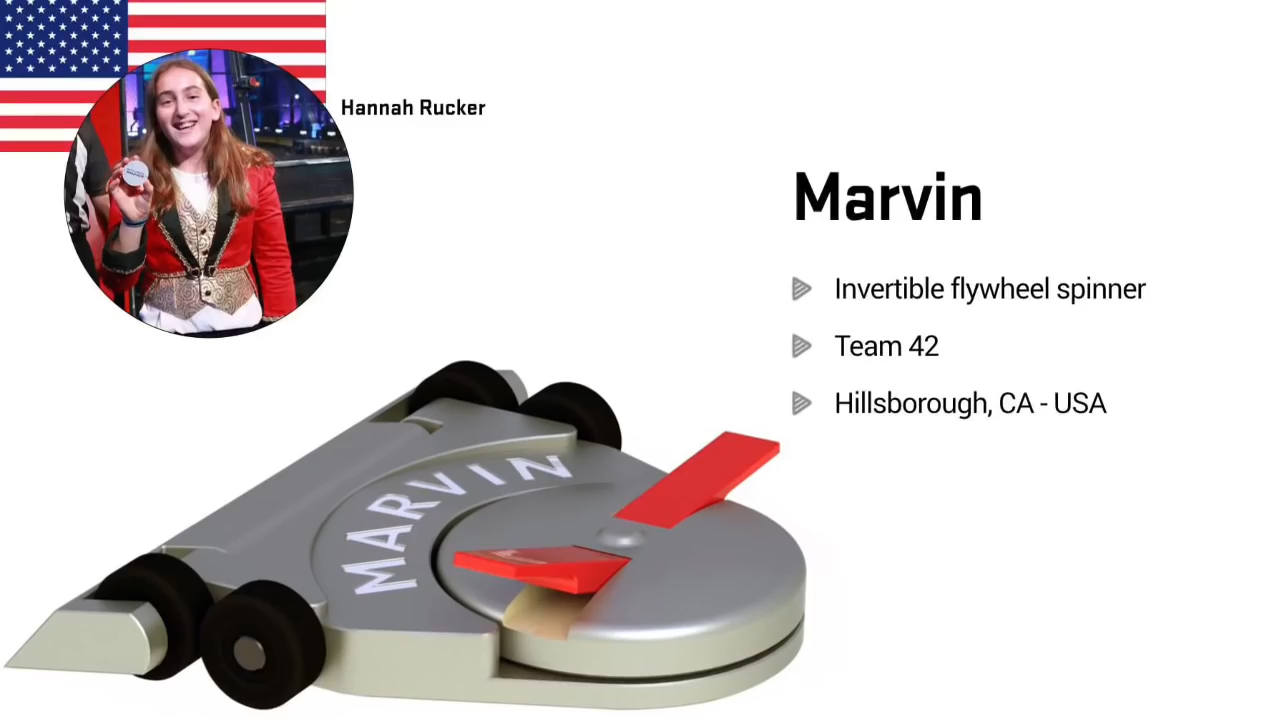 Hannah Rucker
Marvin
Invertible flywheel spinner
Team 42
Hillsborough, CA - USA
MARVIN